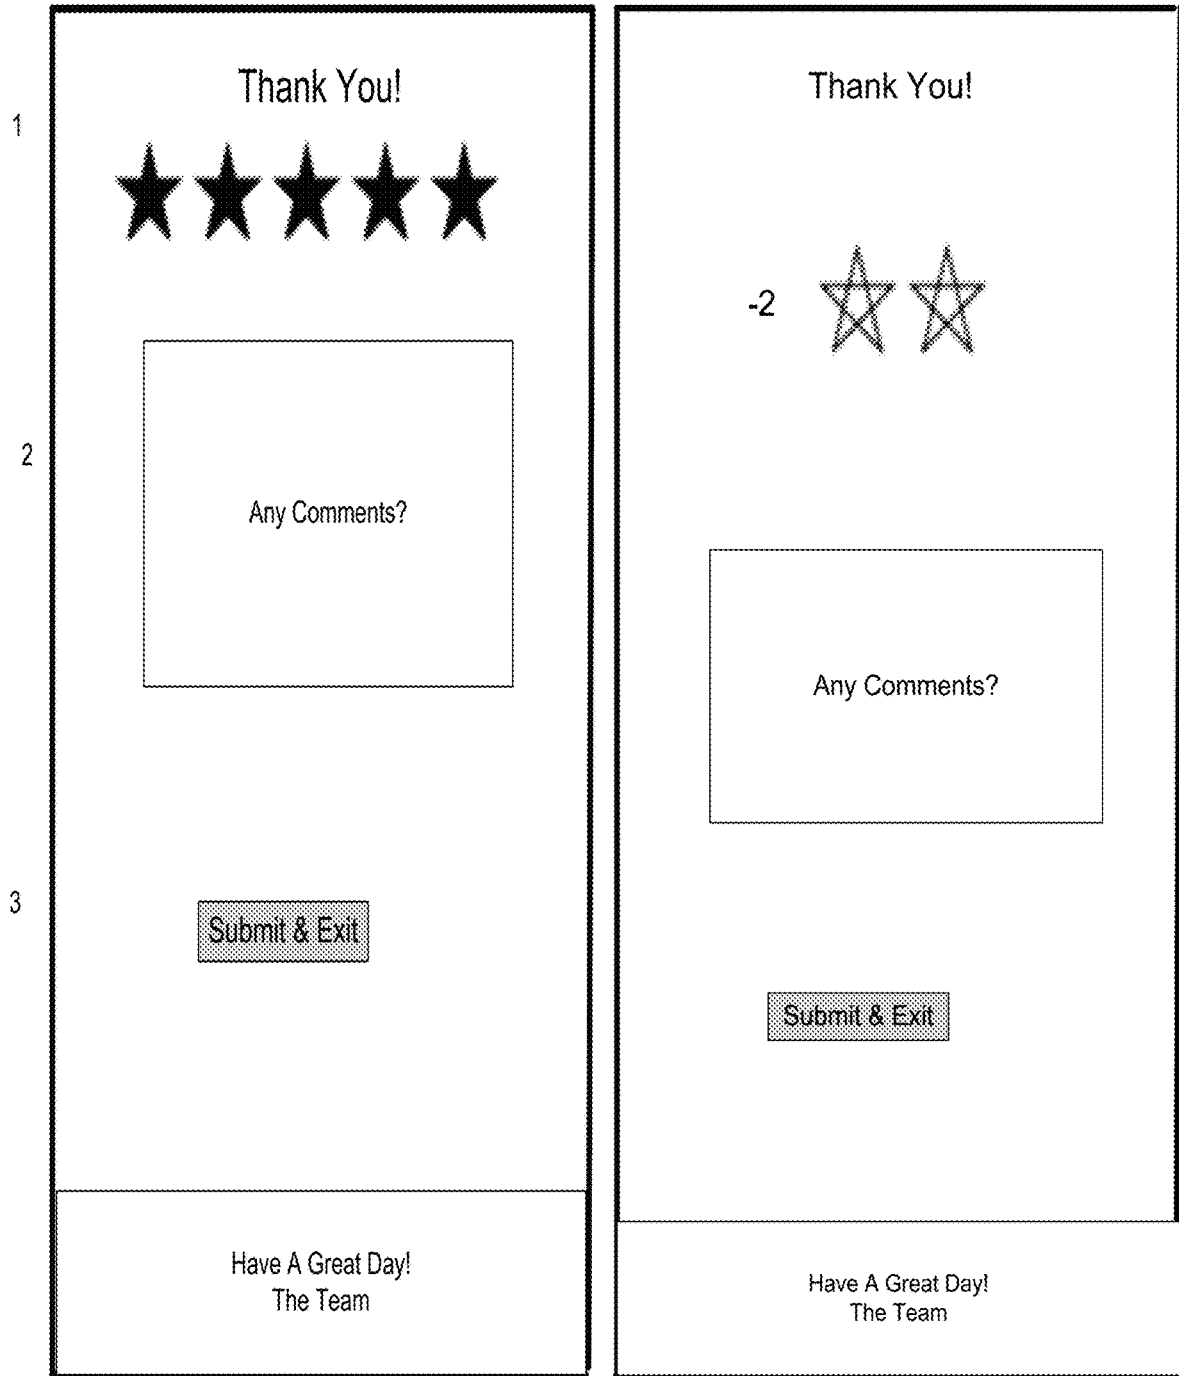 1
Thank You!
2
Any Comments?
3
Submit & Exit
Have A Great Day!
The Team
Thank You!
-2
Any Comments?
Submit & Exit
Have A Great Day!
The Team